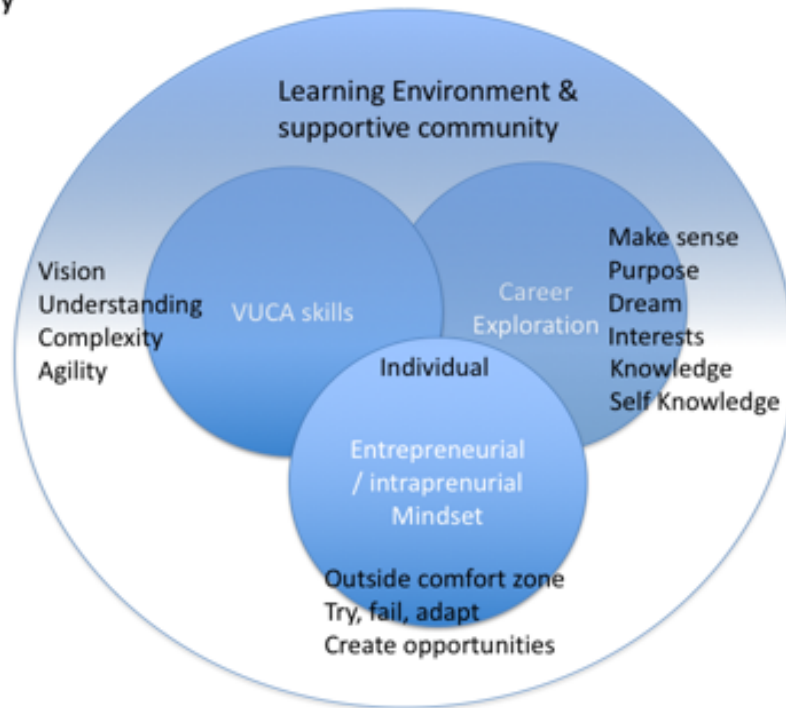 y
Learning Environment &
supportive community
Vision
Understanding
Complexity
Agility
VUCA skills
Career
Exploration
Make sense
Purpose
Dream
Interests
Knowledge
Self Knowledge
Individual
Entrepreneurial
/ intraprenurial
Mindset
Outside comfort zone
Try, fail, adapt
Create opportunities